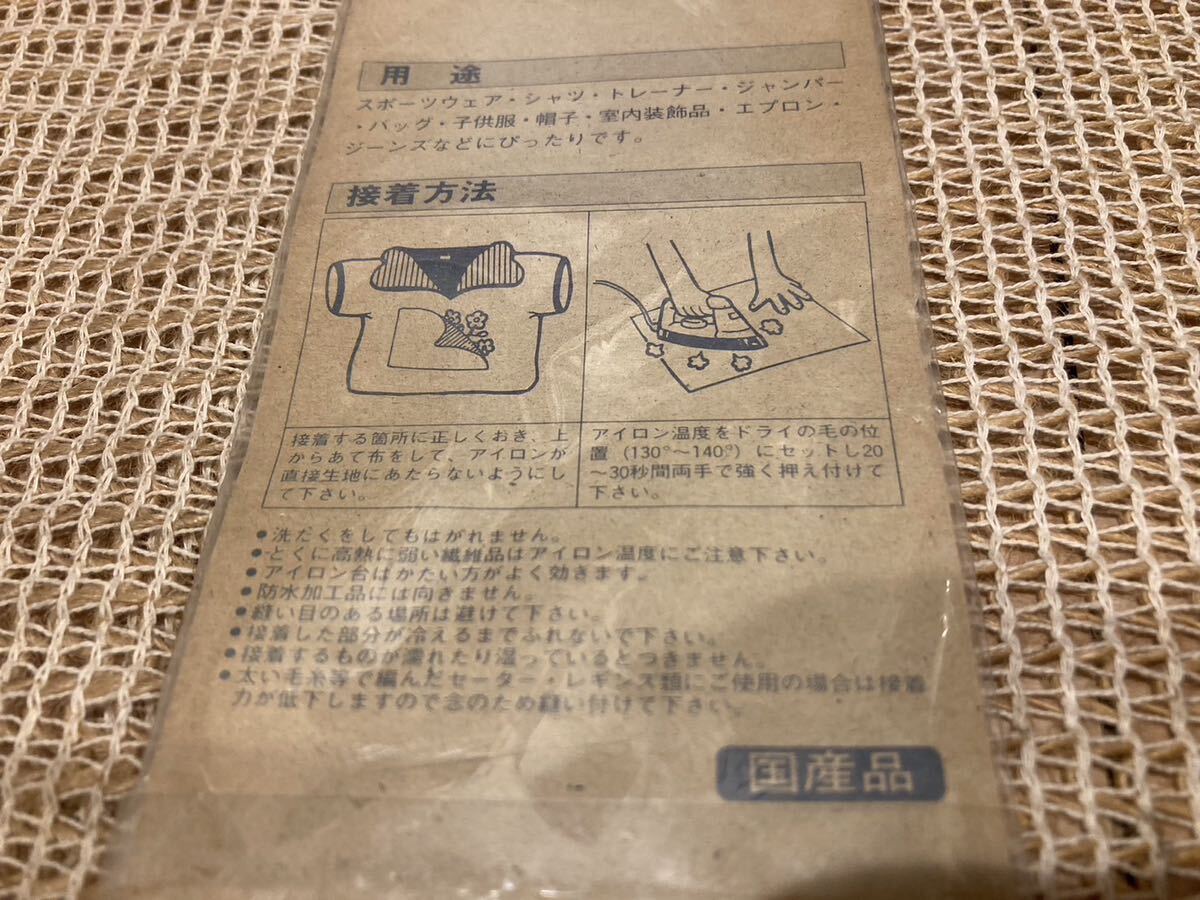 用 途
スポーツウェア・シャツ・トレーナー・ジャンパー
・バッグ・子供服・帽子・室内装飾品・エプロン・
ジーンズなどにぴったりです。
接着方法
接着する箇所に正しくおき、上
からあて布をして、アイロンが
直接生地にあたらないようにし
て下さい。
アイロン温度をドライの毛の位
置(130°〜140°)にセットし20
〜30秒間両手で強く押え付けて
下さい。
●洗だくをしてもはがれません。
●とくに高熱に弱い繊維品はアイロン温度にご注意下さい。
●アイロン台はかたい方がよく効きます。
●防水加工品には向きません。
●縫い目のある場所は避けて下さい。
●接着した部分が冷えるまでふれないで下さい。
●接着するものが濡れたり湿っているとつきません。
●太い毛糸等で編んだセーター・レギンス類にご使用の場合は接着
力が低下しますので念のため縫い付けて下さい。
国産品